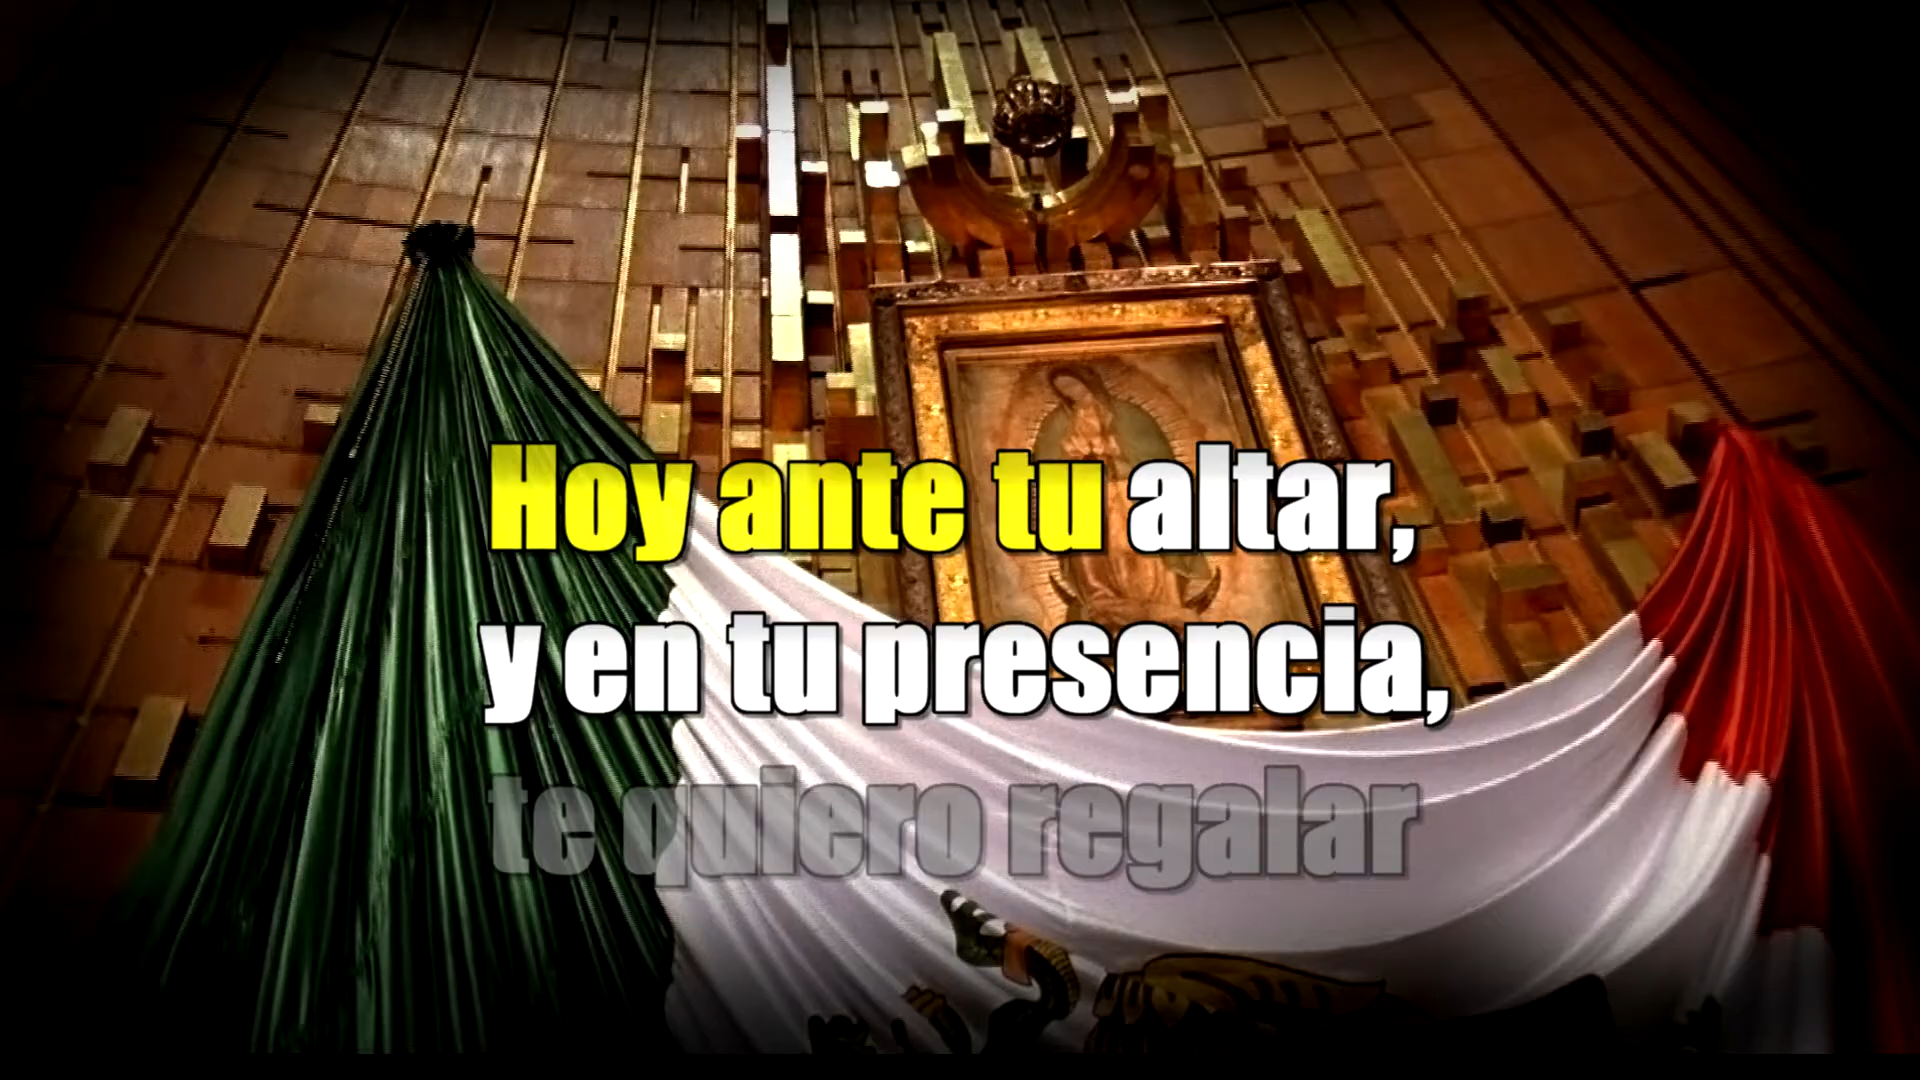 Hoy ante tu altar,
y en tu presencia,
te quiero regalar